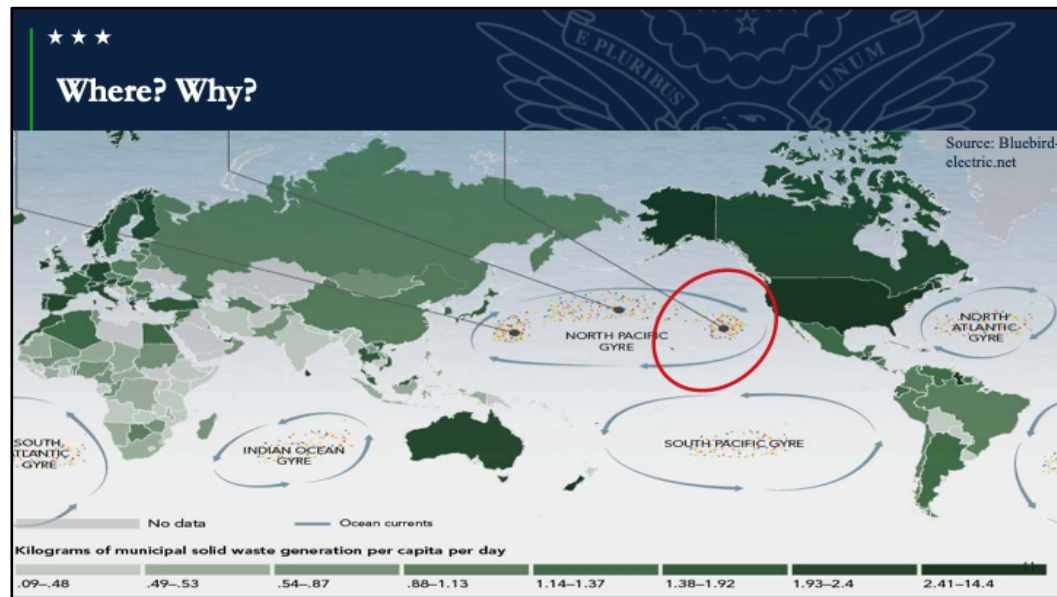 ★ ★ ★
E PLURIBUS
UNUM
Where? Why?
Source: Bluebird-
electric.net
NORTH PACIFIC
GYRE
NORTH
ATLANTIC
GYRE
SOUTH
ATLANTIC
GYRE
INDIAN OCEAN
GYRE
SOUTH PACIFIC GYRE
No data
Ocean currents
Kilograms of municipal solid waste generation per capita per day
11
.09–.48 .49–.53 .54–.87 .88–1.13 1.14–1.37 1.38–1.92 1.93–2.4 2.41–14.4